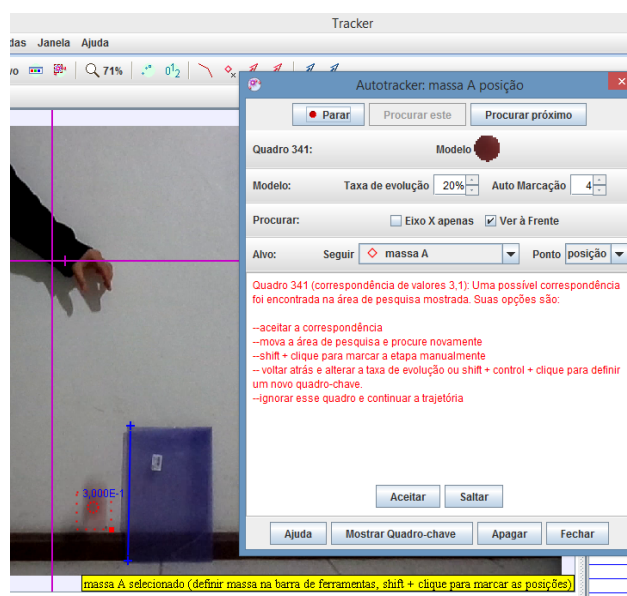 Tracker
das Janela Ajuda
vo 71% 0½
Autotracker: massa A posição
Parar Procurar este Procurar próximo
Quadro 341: Modelo
Modelo: Taxa de evolução 20% Auto Marcação 4
Procurar: Eixo X apenas Ver à Frente
Alvo: Seguir massa A Ponto posição
Quadro 341 (correspondência de valores 3,1): Uma possível correspondência
foi encontrada na área de pesquisa mostrada. Suas opções são:
--aceitar a correspondência
--mova a área de pesquisa e procure novamente
--shift + clique para marcar a etapa manualmente
-- voltar atrás e alterar a taxa de evolução ou shift + control + clique para definir
um novo quadro-chave.
--ignorar esse quadro e continuar a trajetória
3,000E-1
Aceitar Saltar
Ajuda Mostrar Quadro-chave Apagar Fechar
massa A selecionado (definir massa na barra de ferramentas, shift + clique para marcar as posições)